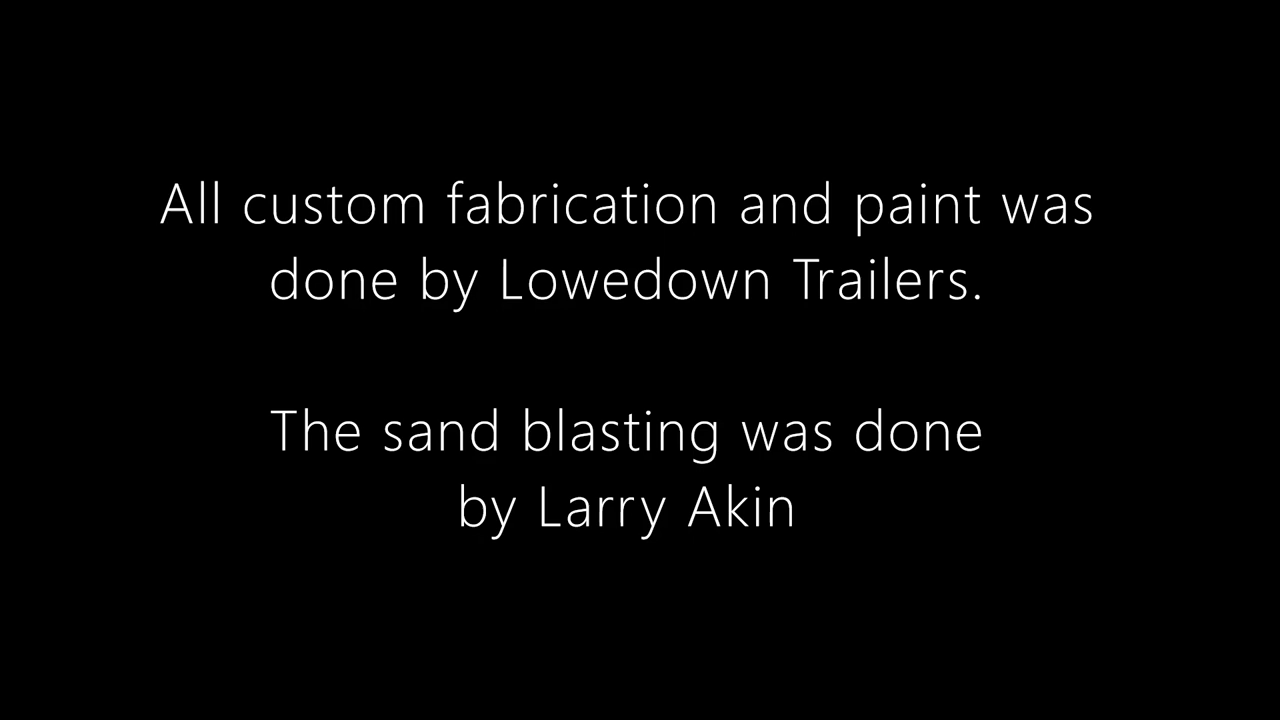 All custom fabrication and paint was
done by Lowedown Trailers.
The sand blasting was done
by Larry Akin